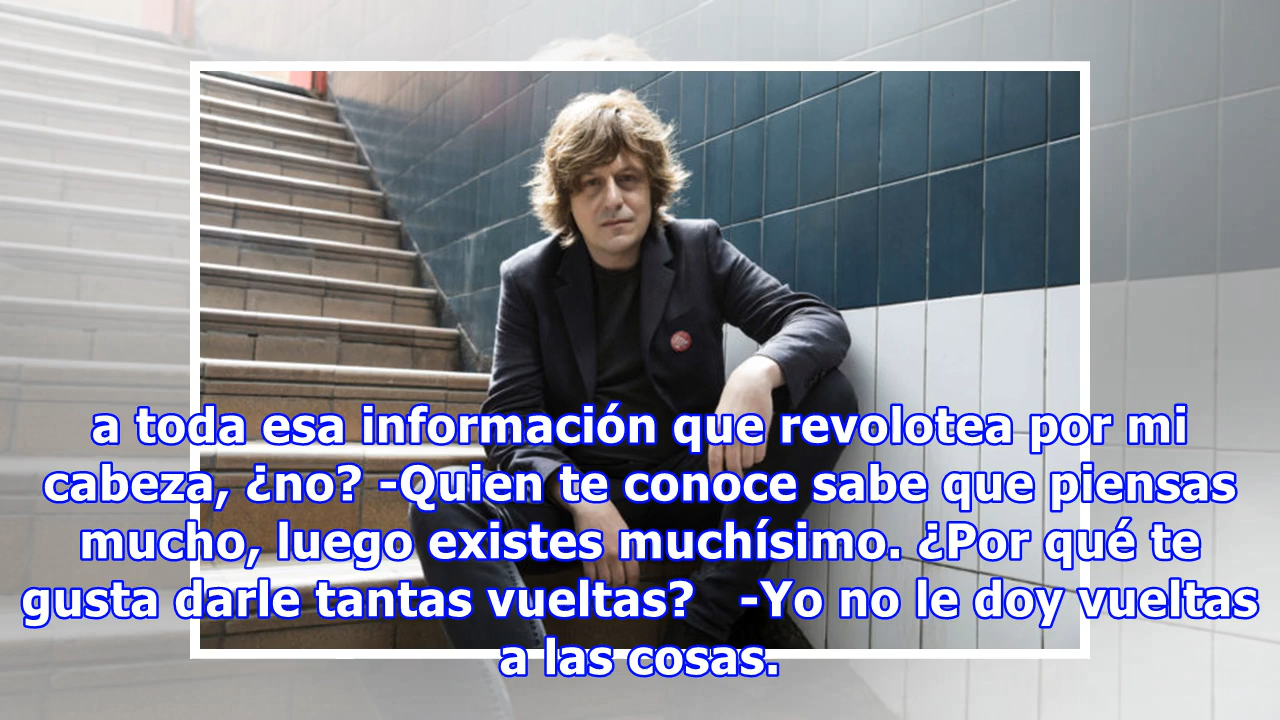 a toda esa información que revolotea por mi
cabeza, ¿no? -Quien te conoce sabe que piensas
mucho, luego existes muchísimo. ¿Por qué te
gusta darle tantas vueltas?   -Yo no le doy vueltas
a las cosas.